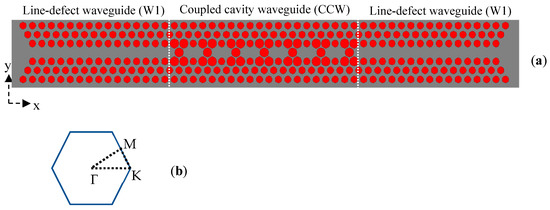 Line-defect waveguide (W1) Coupled cavity waveguide (CCW) Line-defect waveguide (W1)
y
(a)
x
M
Γ
K
(b)